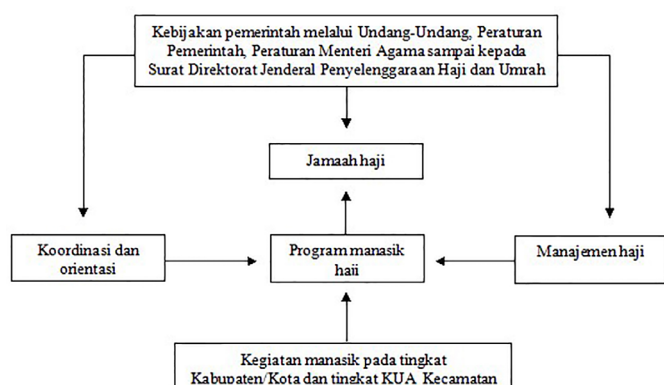 Kebijakan pemerintah melalui Undang-Undang, Peraturan
Pemerintah, Peraturan Menteri Agama sampai kepada
Surat Direktorat Jenderal Penyelenggaraan Haji dan Umrah
Jamaah haji
Koordinasi dan
orientasi
Program manasik
haji
Manajemen haji
Kegiatan manasik pada tingkat
Kabupaten/Kota dan tingkat KUA Kecamatan